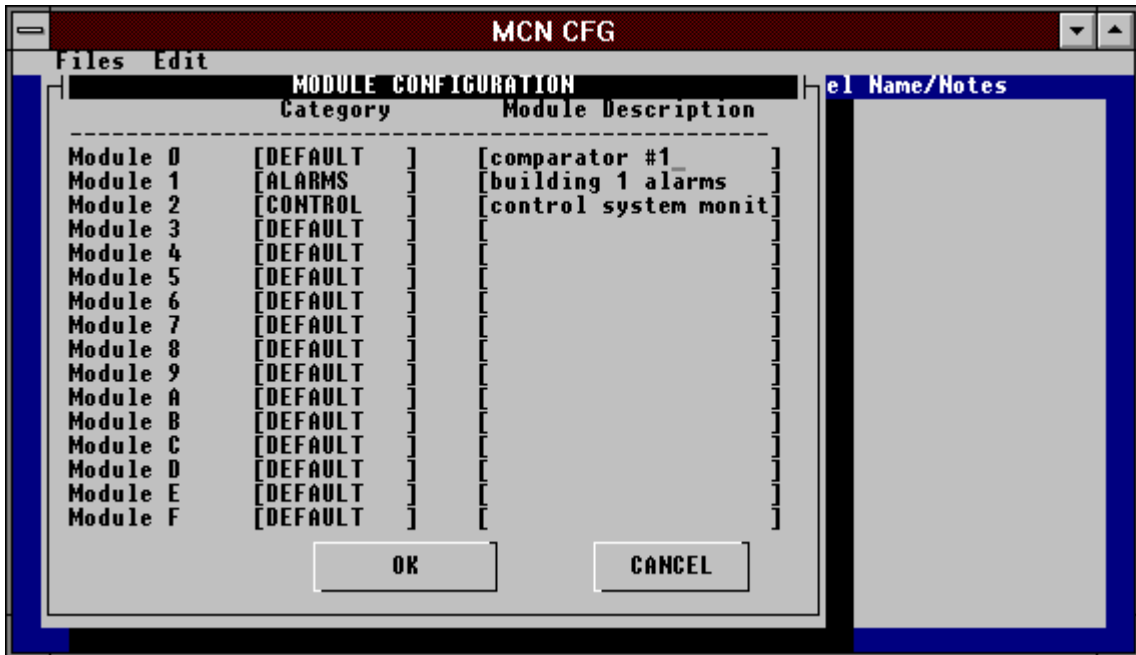 MCN CFG
Files Edit
MODULE CONFIGURATION
el Name/Notes
Category Module Description
------------------------------------------------------------
Module 0 [DEFAULT ] [comparator #1_ ]
Module 1 [ALARMS ] [building 1 alarms ]
Module 2 [CONTROL ] [control system monit]
Module 3 [DEFAULT ] [ ]
Module 4 [DEFAULT ] [ ]
Module 5 [DEFAULT ] [ ]
Module 6 [DEFAULT ] [ ]
Module 7 [DEFAULT ] [ ]
Module 8 [DEFAULT ] [ ]
Module 9 [DEFAULT ] [ ]
Module A [DEFAULT ] [ ]
Module B [DEFAULT ] [ ]
Module C [DEFAULT ] [ ]
Module D [DEFAULT ] [ ]
Module E [DEFAULT ] [ ]
Module F [DEFAULT ] [ ]
OK CANCEL